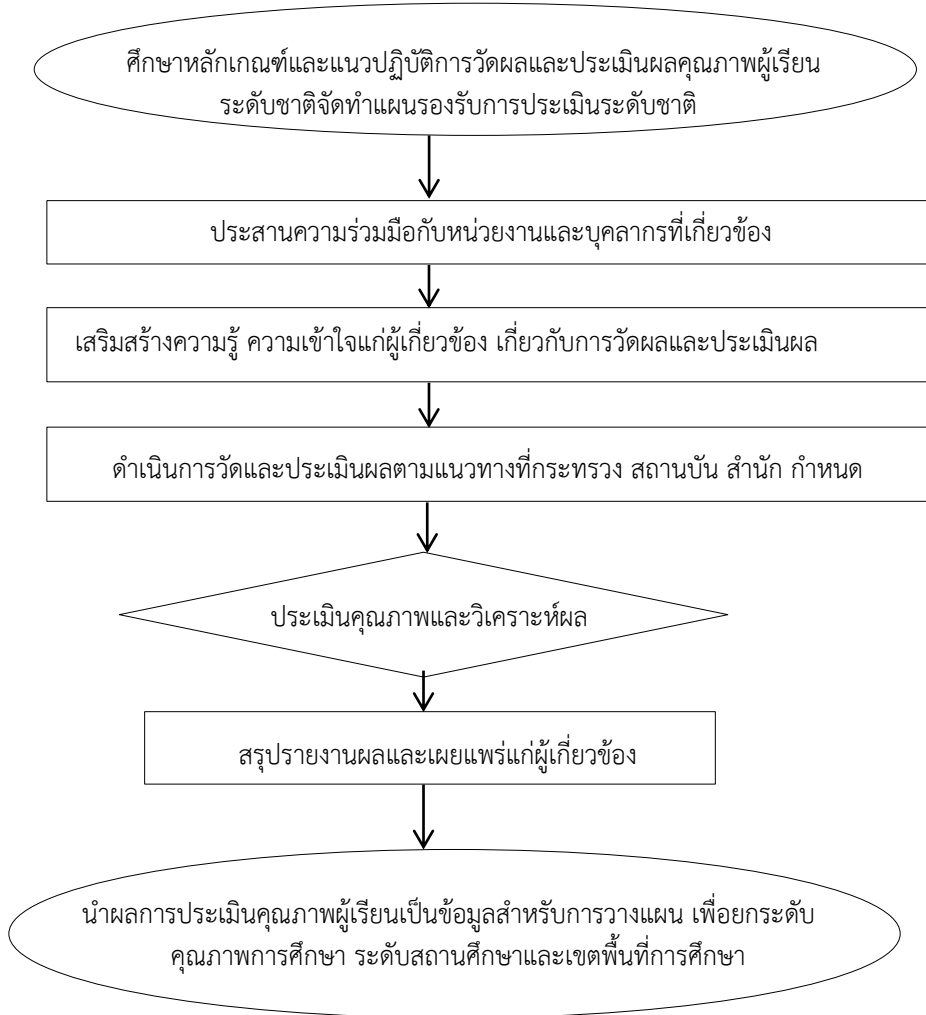 ศึกษาหลักเกณฑ์และแนวปฏิบัติการวัดผลและประเมินผลคุณภาพผู้เรียน
ระดับชาติจัดทำแผนรองรับการประเมินระดับชาติ
ประสานความร่วมมือกับหน่วยงานและบุคลากรที่เกี่ยวข้อง
เสริมสร้างความรู้ ความเข้าใจแก่ผู้เกี่ยวข้อง เกี่ยวกับการวัดผลและประเมินผล
ดำเนินการวัดและประเมินผลตามแนวทางที่กระทรวง สถานบัน สำนัก กำหนด
ประเมินคุณภาพและวิเคราะห์ผล
สรุปรายงานผลและเผยแพร่แก่ผู้เกี่ยวข้อง
นำผลการประเมินคุณภาพผู้เรียนเป็นข้อมูลสำหรับการวางแผน เพื่อยกระดับ
คุณภาพการศึกษา ระดับสถานศึกษาและเขตพื้นที่การศึกษา